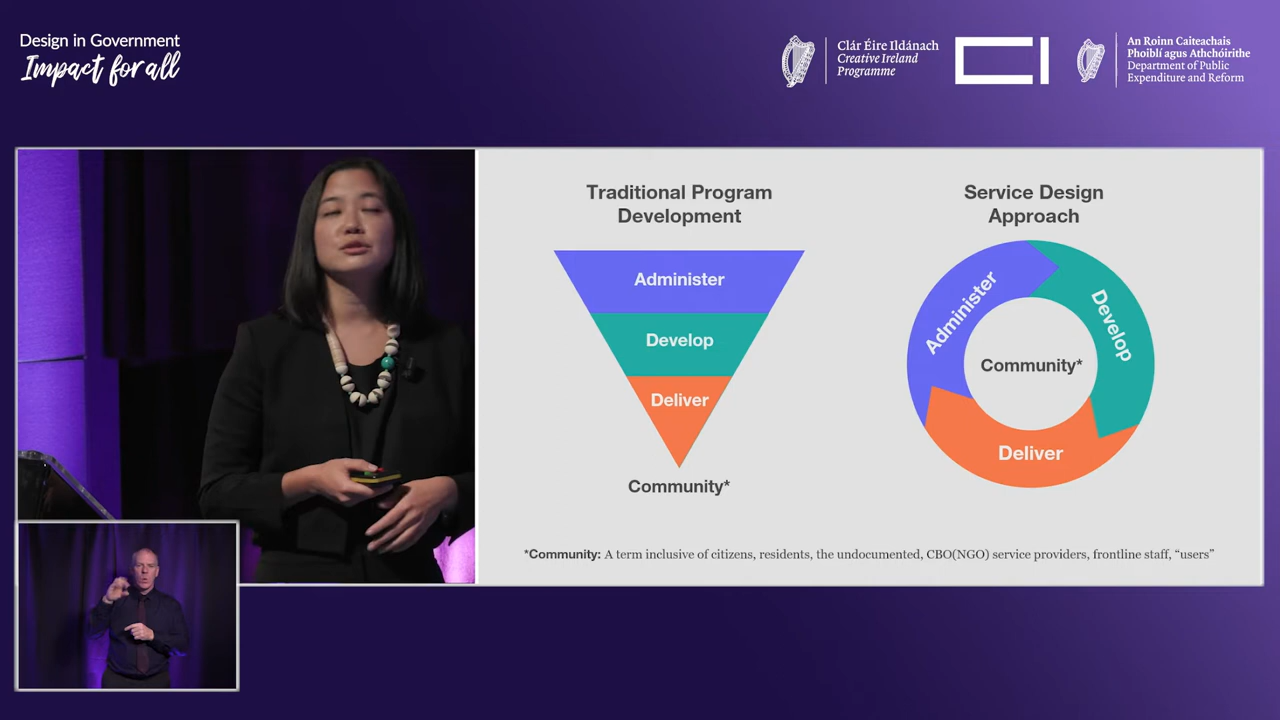 Design in Government
Impact for all
Clár Éire Ildánach
Creative Ireland
Programme
CI
An Roinn Caiteachais
Phoiblí agus Athchóirithe
Department of Public
Expenditure and Reform
Traditional Program
Development
Administer
Develop
Deliver
Community*
Service Design
Approach
Administer
Develop
Community*
Deliver
*Community: A term inclusive of citizens, residents, the undocumented, CBO(NGO) service providers, frontline staff, “users”